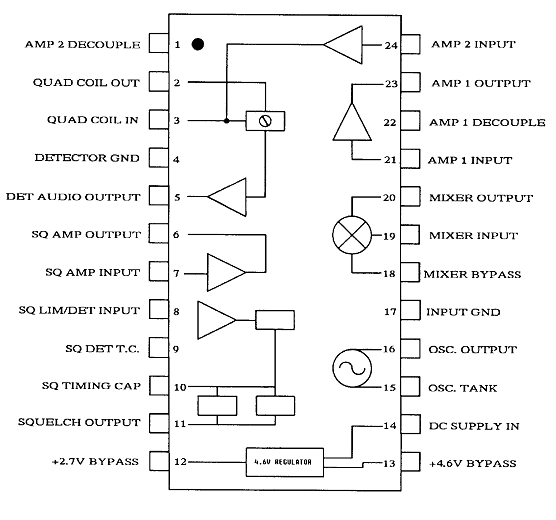 AMP 2 DECOUPLE 1 24 AMP 2 INPUT
QUAD COIL OUT 2 23 AMP 1 OUTPUT
QUAD COIL IN 3 22 AMP 1 DECOUPLE
DETECTOR GND 4 21 AMP 1 INPUT
DET AUDIO OUTPUT 5 20 MIXER OUTPUT
SQ AMP OUTPUT 6 19 MIXER INPUT
SQ AMP INPUT 7 18 MIXER BYPASS
SQ LIM/DET INPUT 8 17 INPUT GND
SQ DET T.C. 9 16 OSC. OUTPUT
SQ TIMING CAP 10 15 OSC. TANK
SQUELCH OUTPUT 11 14 DC SUPPLY IN
+2.7V BYPASS 12 4.6V REGULATOR 13 +4.6V BYPASS